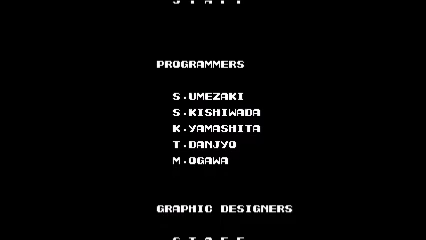 PROGRAMMERS
S.UMEZAKI
S.KISHIWADA
K.YAMASHITA
T.DANJYO
M.OGAWA
GRAPHIC DESIGNERS